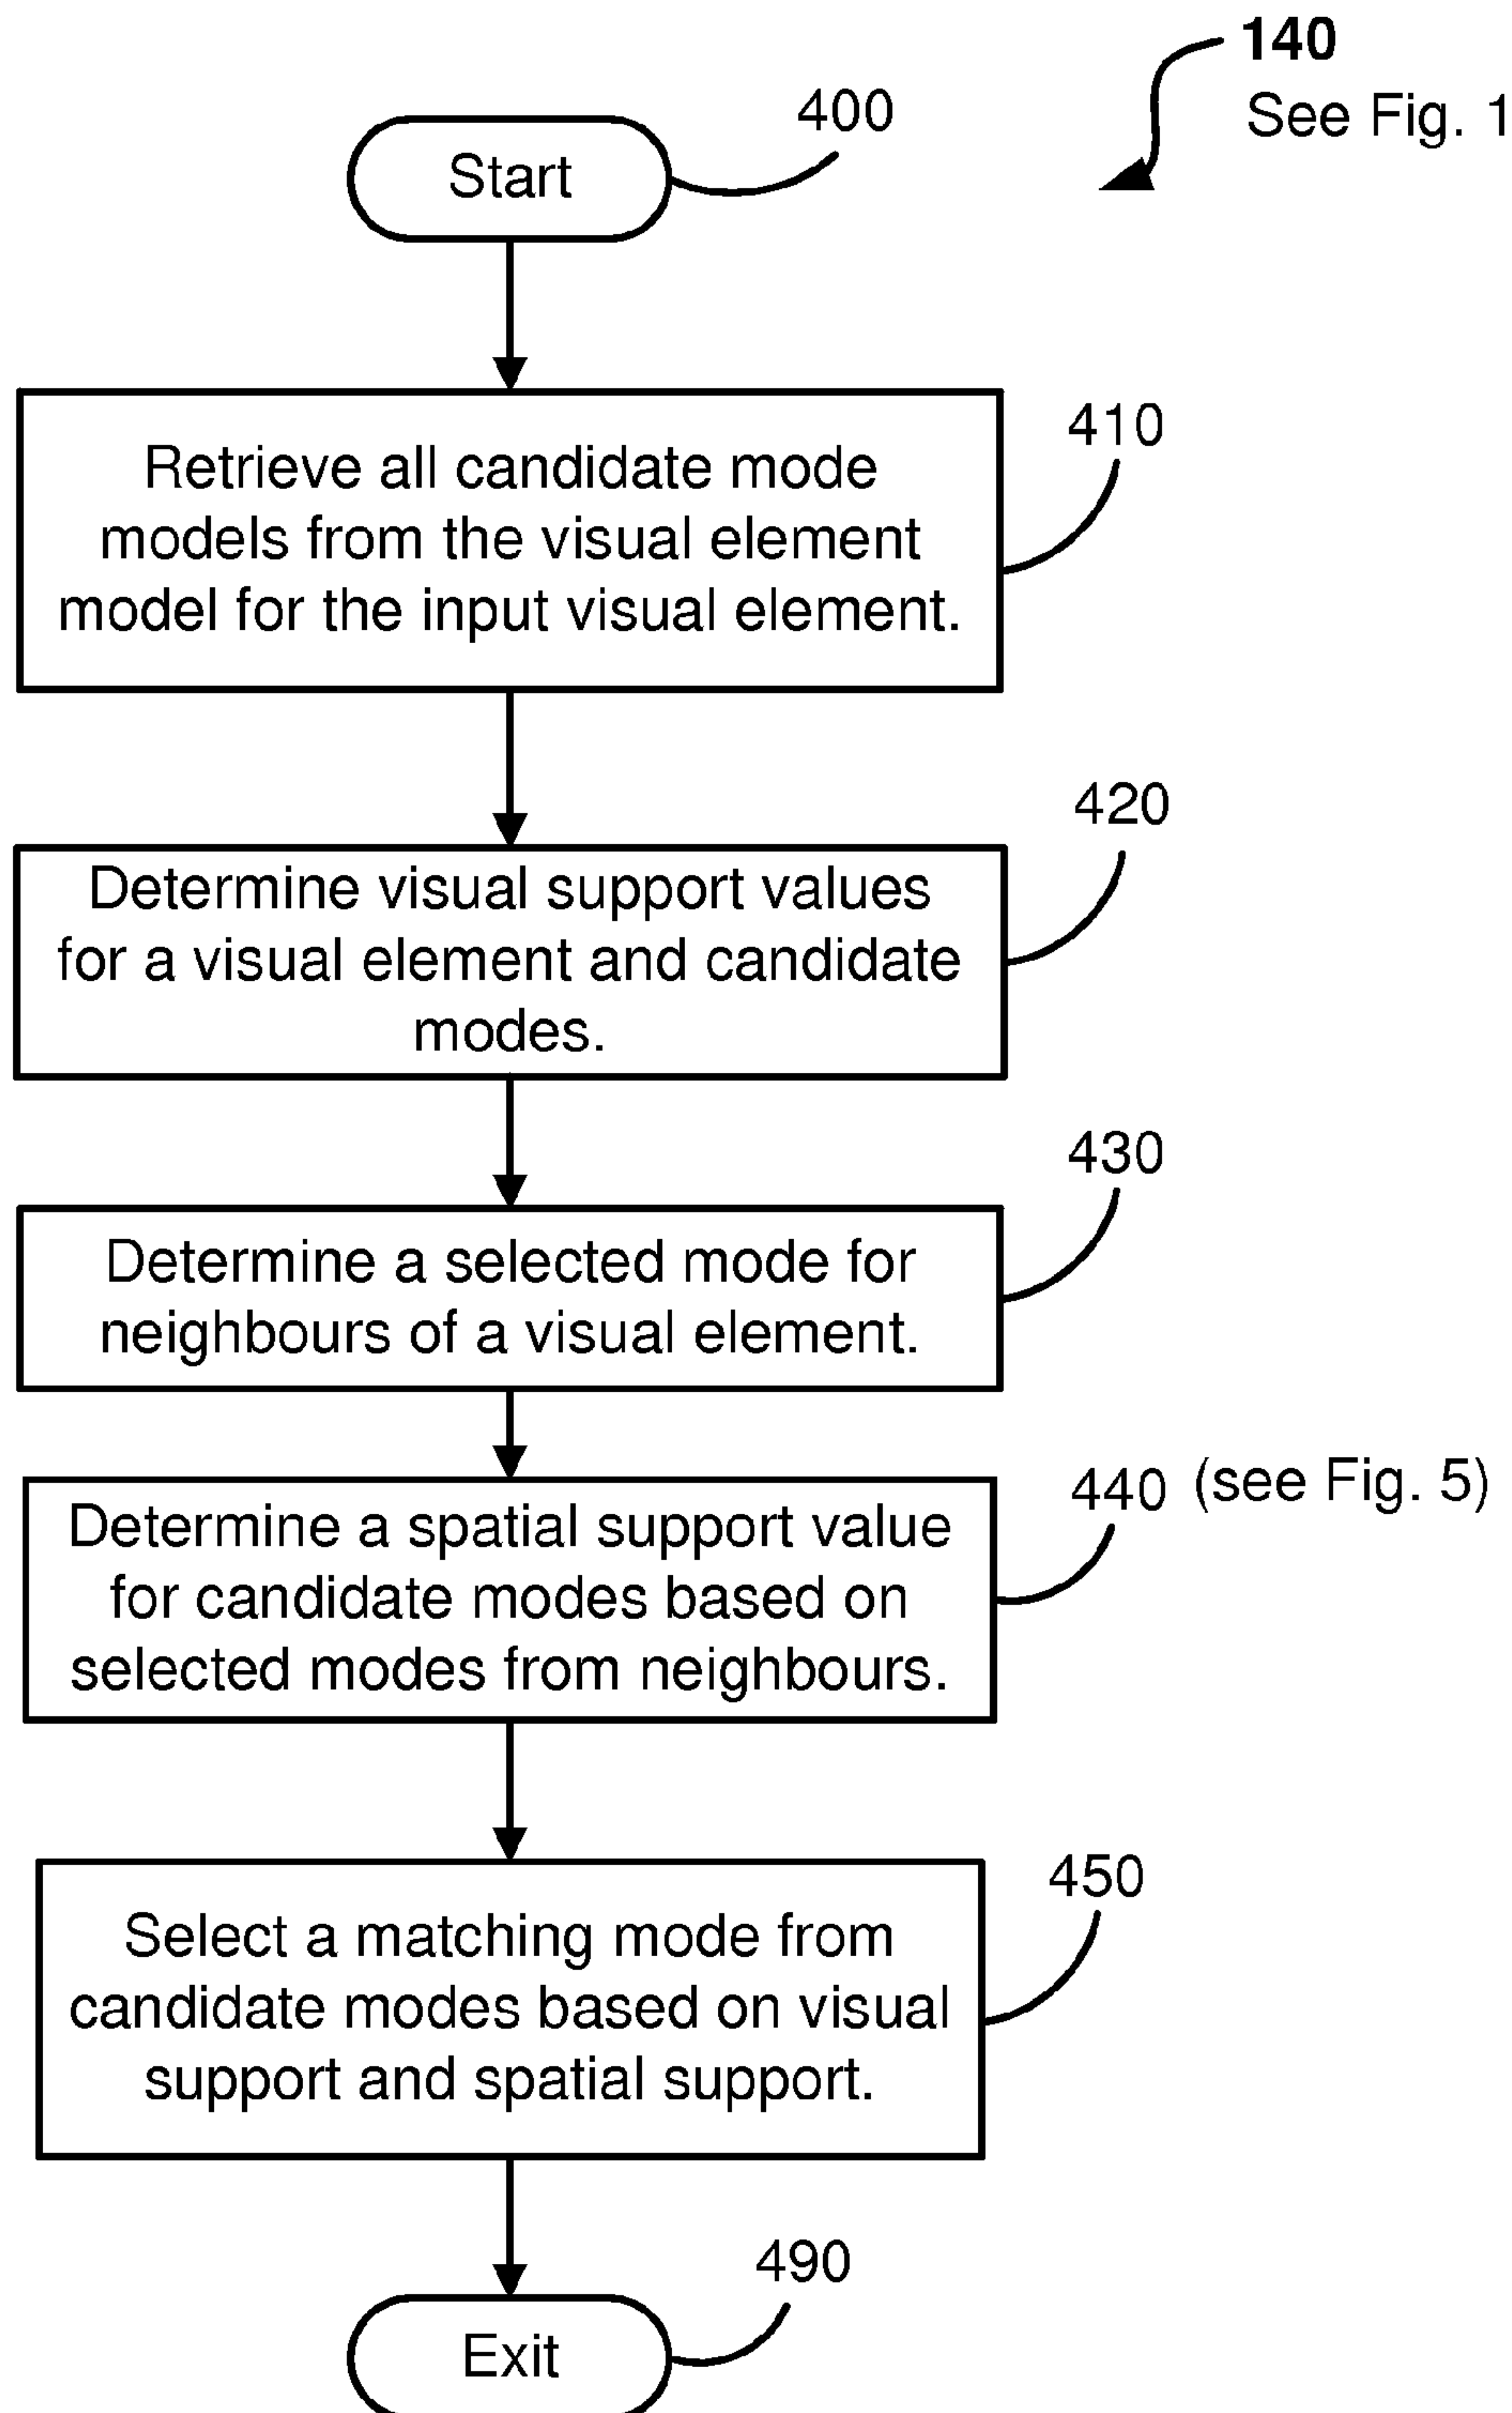 140
See Fig. 1
400
Start
410
Retrieve all candidate mode
models from the visual element
model for the input visual element.
420
Determine visual support values
for a visual element and candidate
modes.
430
Determine a selected mode for
neighbours of a visual element.
440 (see Fig. 5)
Determine a spatial support value
for candidate modes based on
selected modes from neighbours.
450
Select a matching mode from
candidate modes based on visual
support and spatial support.
490
Exit